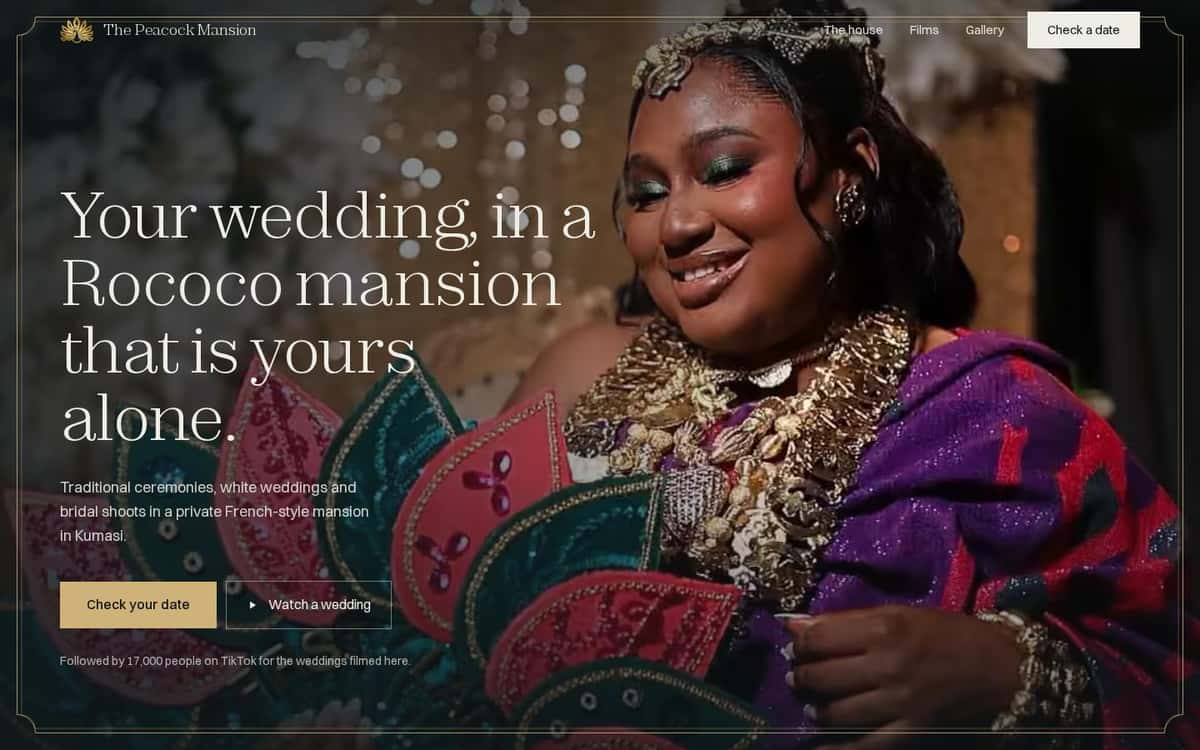 The Peacock Mansion
The house Films Gallery Check a date
Your wedding, in a
Rococo mansion
that is yours
alone.
Traditional ceremonies, white weddings and
bridal shoots in a private French-style mansion
in Kumasi.
Check your date Watch a wedding
Followed by 17,000 people on TikTok for the weddings filmed here.